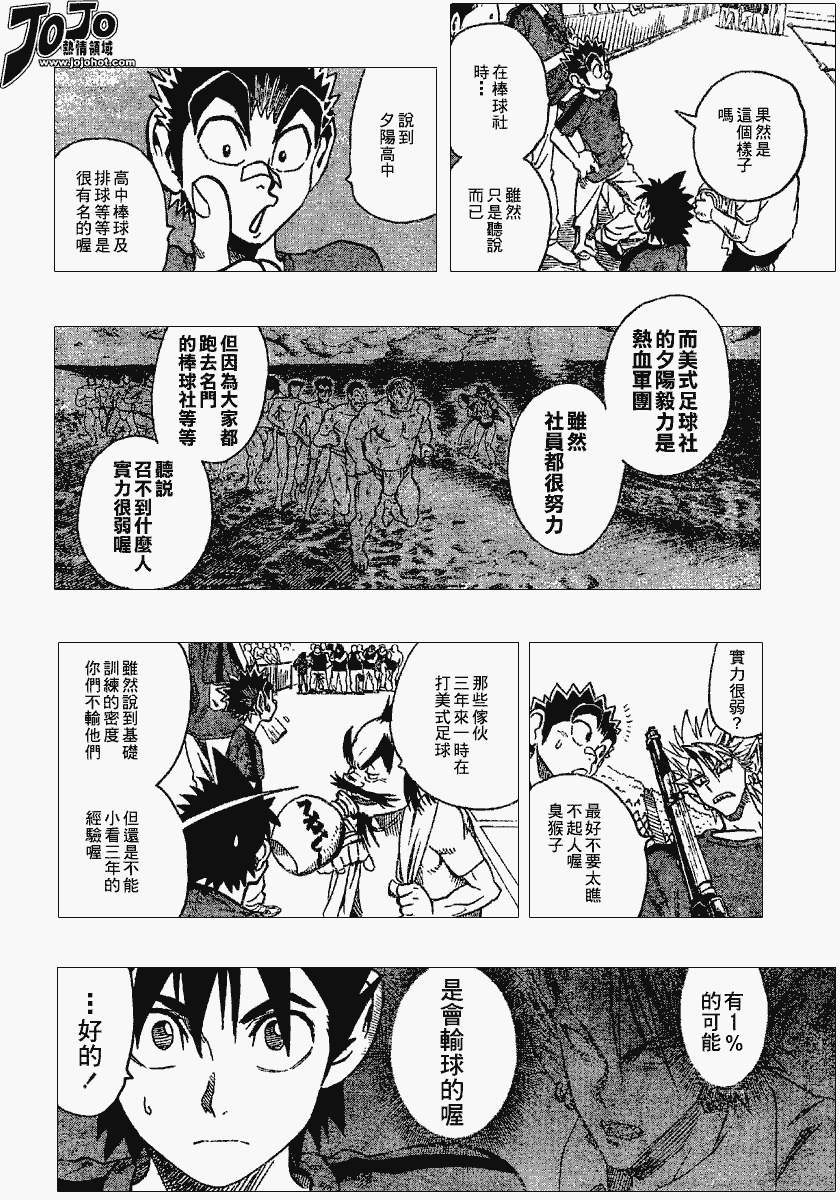 JOJO
熱情領域
www.jojohot.com
果然是
這個樣子
嗎
在棒球社
時…
雖然
只是聽說
而已
說到
夕陽高中
高中棒球及
排球等等是
很有名的喔
而美式足球社
的夕陽毅力是
熱血軍團
雖然
社員都很努力
但因為大家都
跑去名門
的棒球社等等
聽說
召不到什麼人
實力很弱喔
實力很弱？
最好不要太瞧
不起人喔
臭猴子
那些傢伙
三年來一時在
打美式足球
雖然說到基礎
訓練的密度
你們不輸他們
但還是不能
小看三年的
經驗喔
有1%
的可能
是會輸球的喔
…好的！